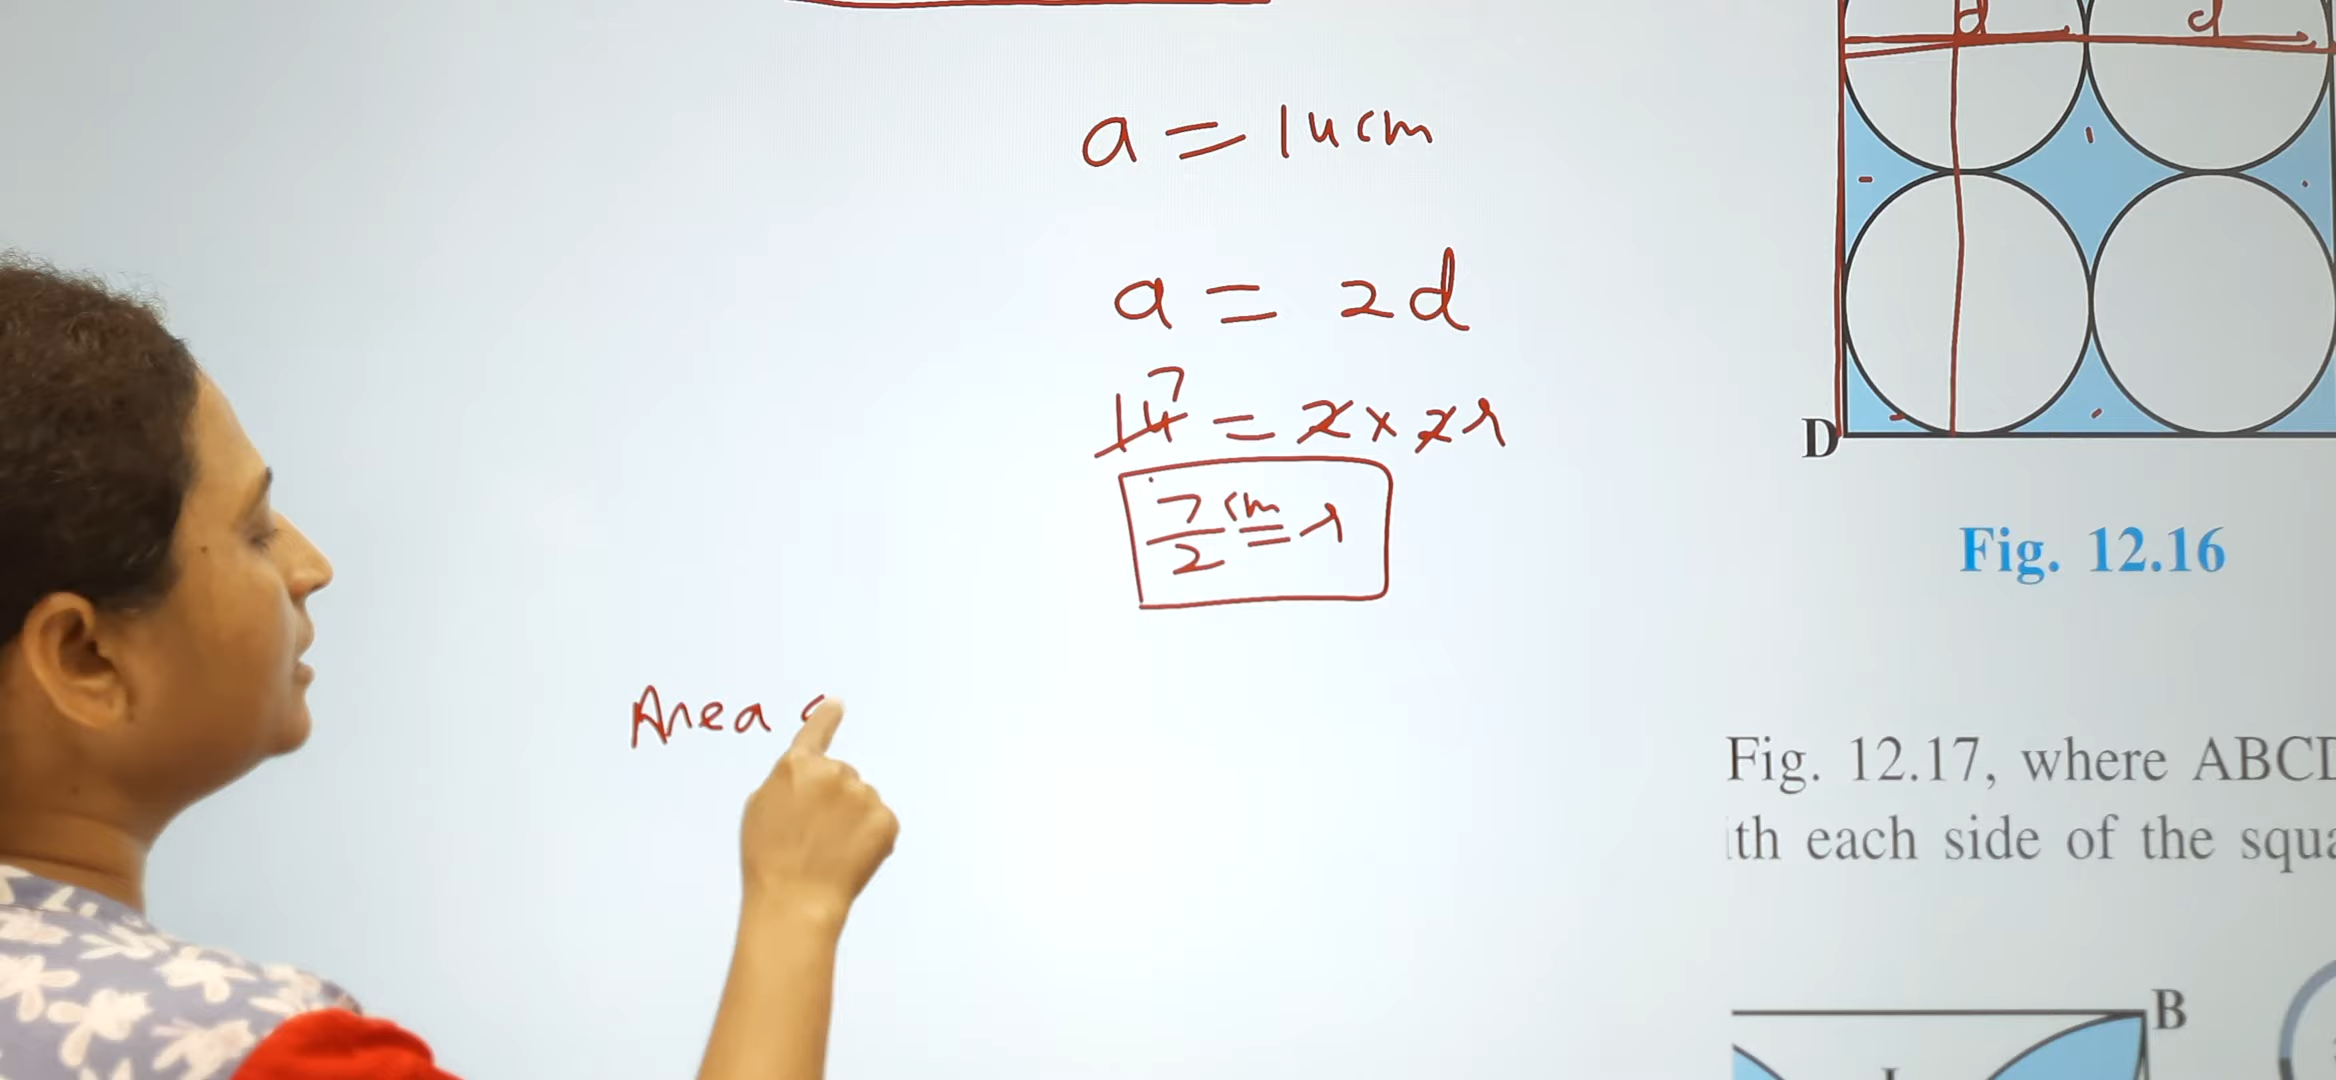 d d
a = 14cm
a = 2d
14 7 = 2 × 2r
7/2 cm = r
D
Fig. 12.16
Area
Fig. 12.17, where ABCD
th each side of the squa
B